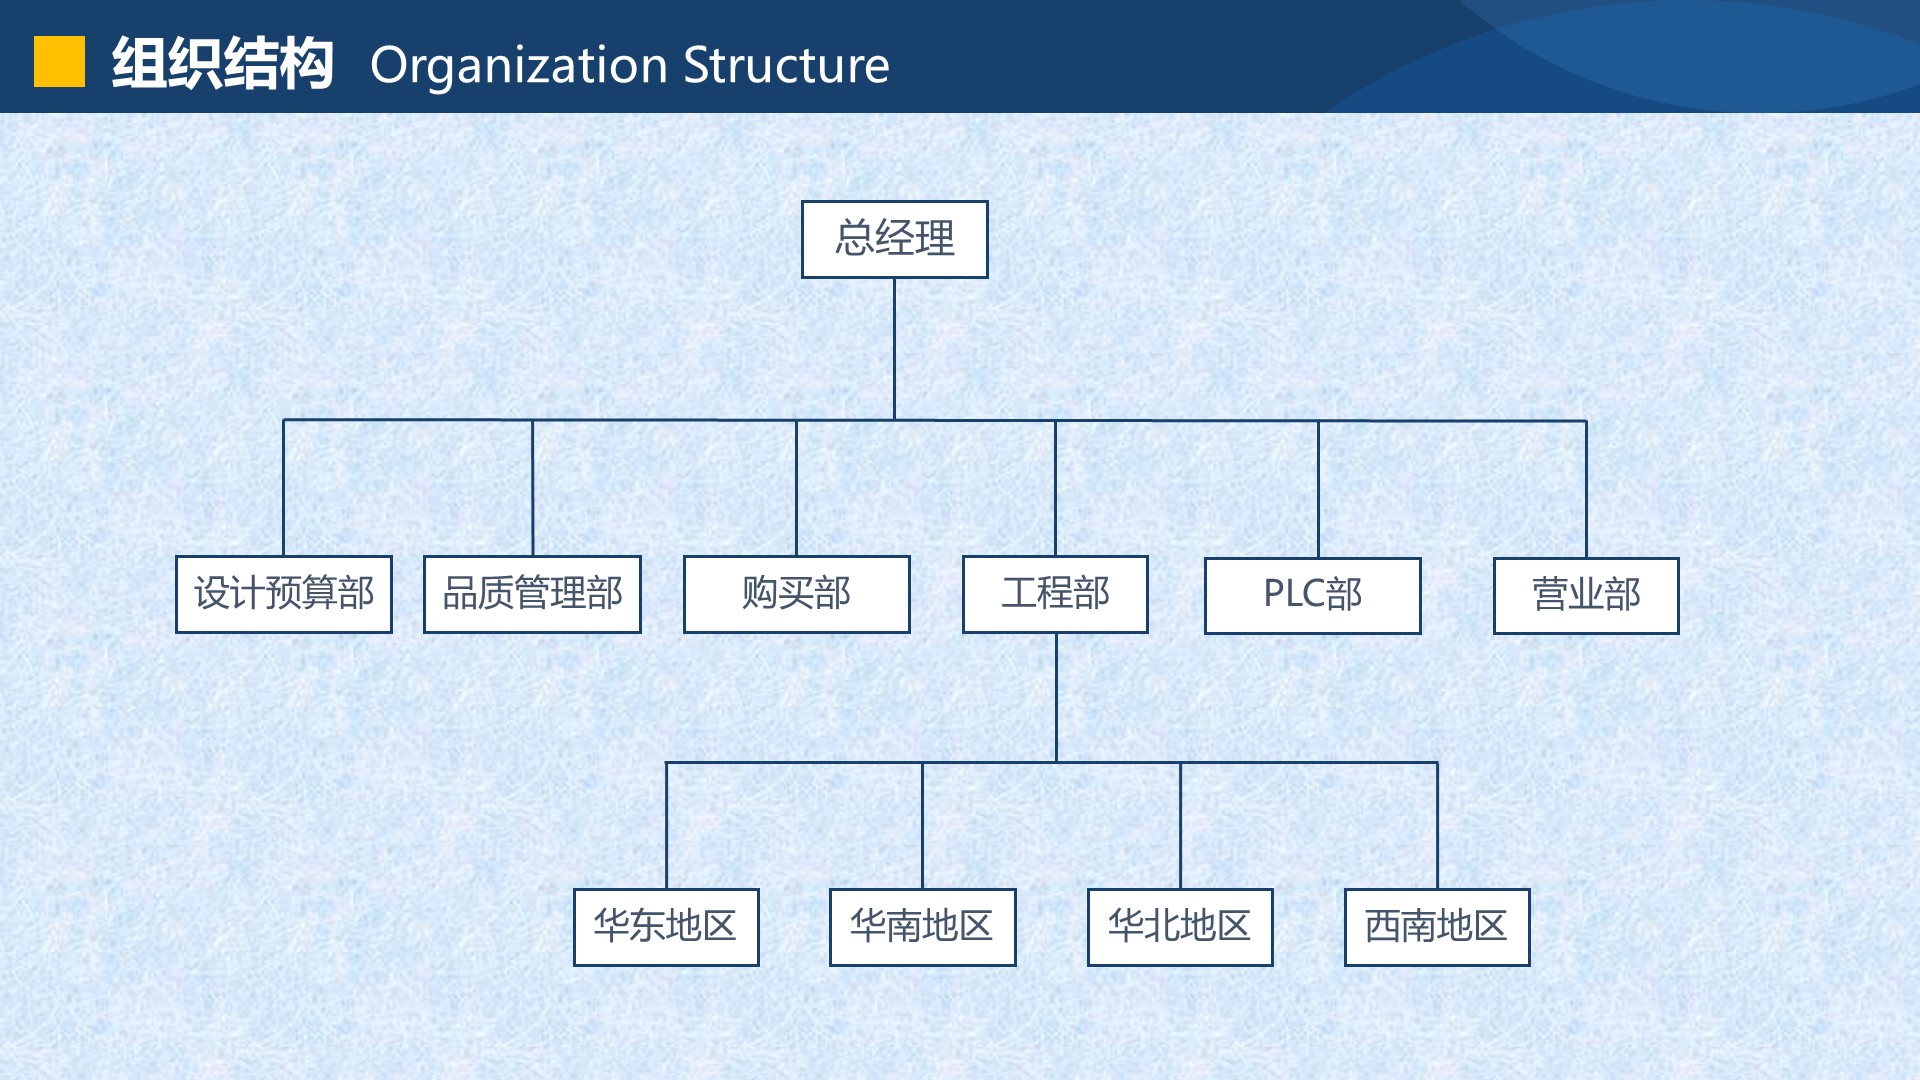 组织结构 Organization Structure
总经理
设计预算部 品质管理部 购买部 工程部 PLC部 营业部
华东地区 华南地区 华北地区 西南地区